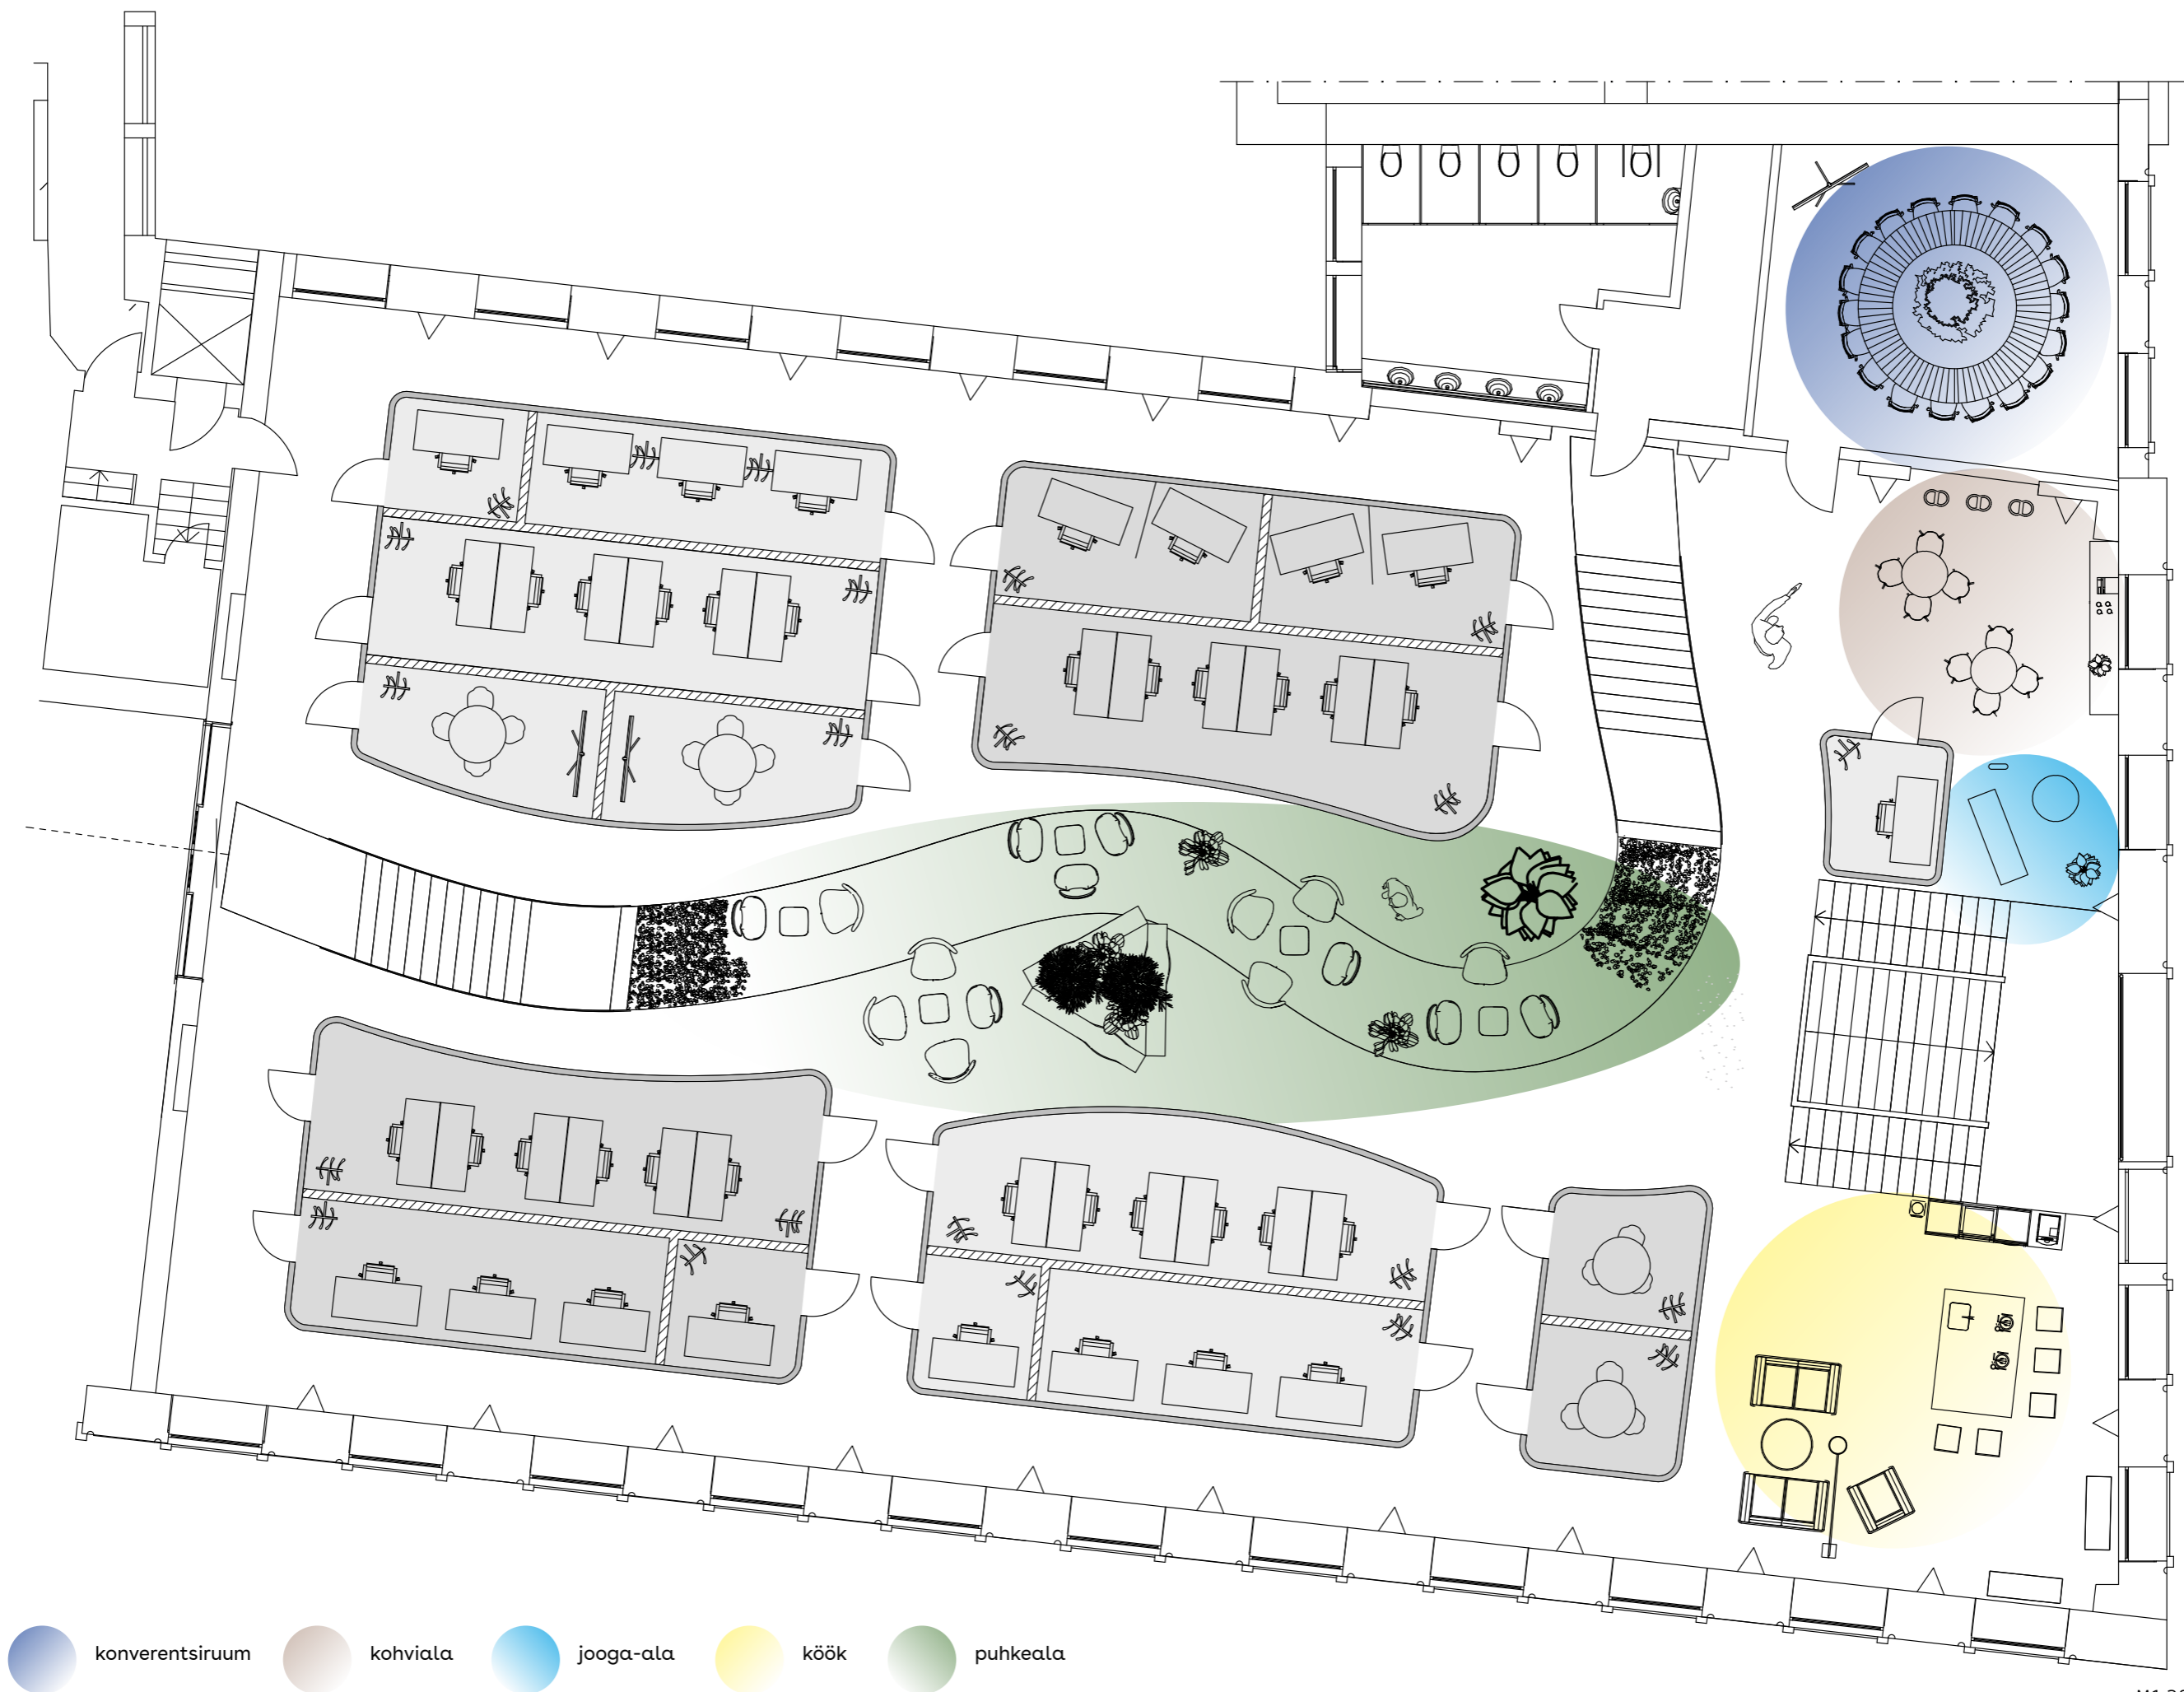 konverentsiruum
kohviala
jooga-ala
köök
puhkeala